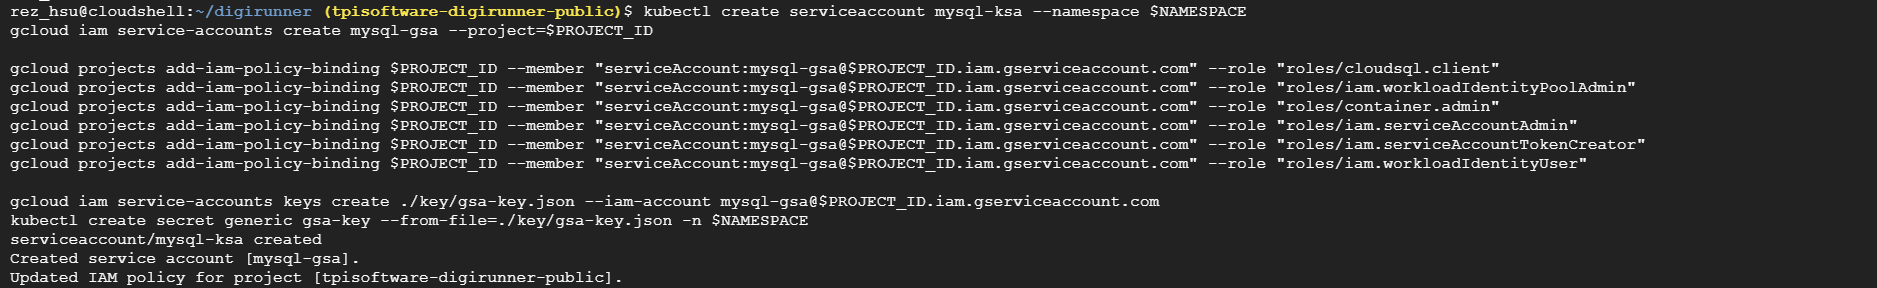 rez_hsu@cloudshell:~/digirunner (tpisoftware-digirunner-public)$ kubectl create serviceaccount mysql-ksa --namespace $NAMESPACE
gcloud iam service-accounts create mysql-gsa --project=$PROJECT_ID
gcloud projects add-iam-policy-binding $PROJECT_ID --member "serviceAccount:mysql-gsa@$PROJECT_ID.iam.gserviceaccount.com" --role "roles/cloudsql.client"
gcloud projects add-iam-policy-binding $PROJECT_ID --member "serviceAccount:mysql-gsa@$PROJECT_ID.iam.gserviceaccount.com" --role "roles/iam.workloadIdentityPoolAdmin"
gcloud projects add-iam-policy-binding $PROJECT_ID --member "serviceAccount:mysql-gsa@$PROJECT_ID.iam.gserviceaccount.com" --role "roles/container.admin"
gcloud projects add-iam-policy-binding $PROJECT_ID --member "serviceAccount:mysql-gsa@$PROJECT_ID.iam.gserviceaccount.com" --role "roles/iam.serviceAccountAdmin"
gcloud projects add-iam-policy-binding $PROJECT_ID --member "serviceAccount:mysql-gsa@$PROJECT_ID.iam.gserviceaccount.com" --role "roles/iam.serviceAccountTokenCreator"
gcloud projects add-iam-policy-binding $PROJECT_ID --member "serviceAccount:mysql-gsa@$PROJECT_ID.iam.gserviceaccount.com" --role "roles/iam.workloadIdentityUser"
gcloud iam service-accounts keys create ./key/gsa-key.json --iam-account mysql-gsa@$PROJECT_ID.iam.gserviceaccount.com
kubectl create secret generic gsa-key --from-file=./key/gsa-key.json -n $NAMESPACE
serviceaccount/mysql-ksa created
Created service account [mysql-gsa].
Updated IAM policy for project [tpisoftware-digirunner-public].